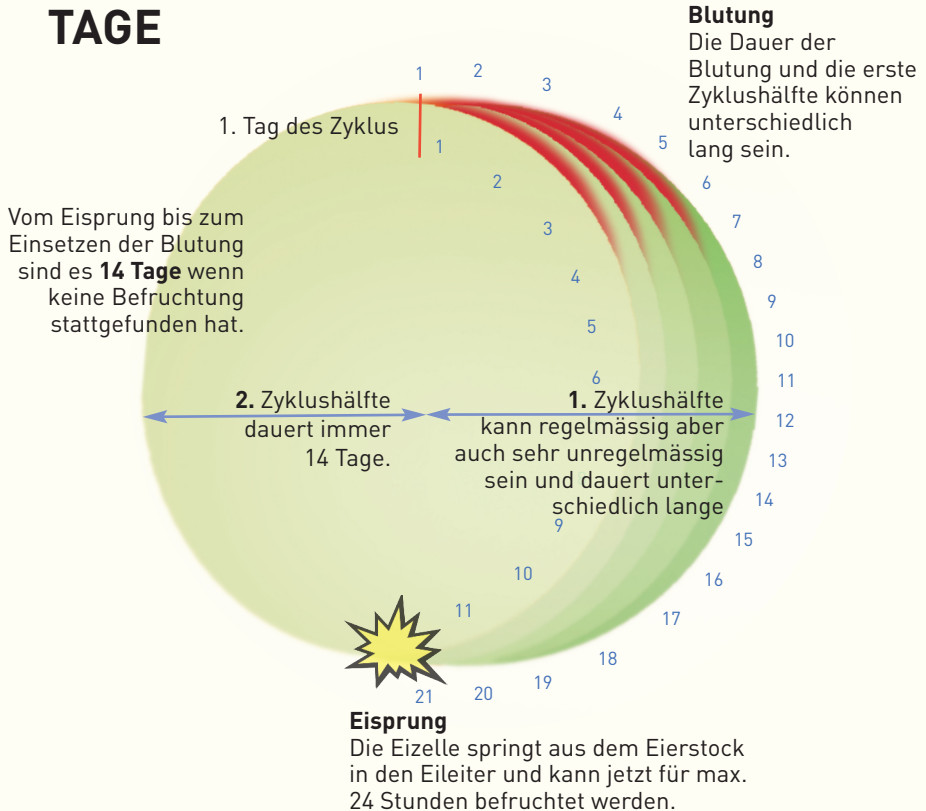 TAGE
Blutung
Die Dauer der
Blutung und die erste
Zyklushälfte können
unterschiedlich
lang sein.
1 2 3 4 5 6 7 8 9 10 11 12 13 14 15 16 17 18 19 20 21
1. Tag des Zyklus
1 2 3 4 5 6
9 10 11
Vom Eisprung bis zum
Einsetzen der Blutung
sind es 14 Tage wenn
keine Befruchtung
stattgefunden hat.
2. Zyklushälfte
dauert immer
14 Tage.
1. Zyklushälfte
kann regelmässig aber
auch sehr unregelmässig
sein und dauert unter-
schiedlich lange
Eisprung
Die Eizelle springt aus dem Eierstock
in den Eileiter und kann jetzt für max.
24 Stunden befruchtet werden.